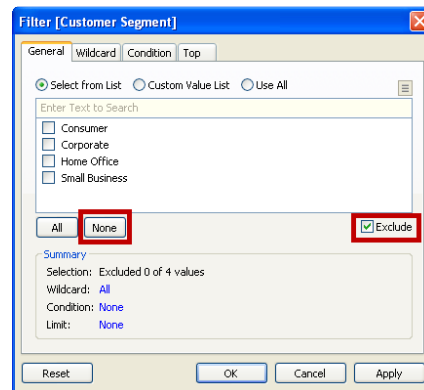 Filter [Customer Segment]
General Wildcard Condition Top
Select from List Custom Value List Use All
Enter Text to Search
Consumer
Corporate
Home Office
Small Business
All None Exclude
Summary
Selection: Excluded 0 of 4 values
Wildcard: All
Condition: None
Limit: None
Reset OK Cancel Apply